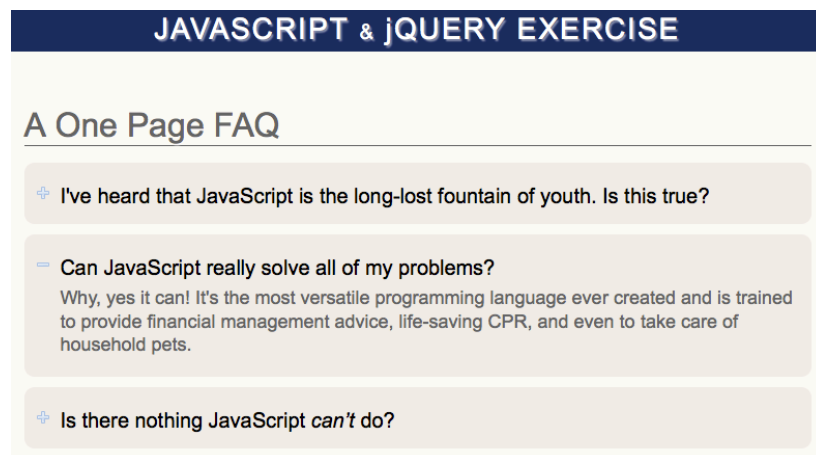 JAVASCRIPT & jQUERY EXERCISE
A One Page FAQ
I've heard that JavaScript is the long-lost fountain of youth. Is this true?
Can JavaScript really solve all of my problems?
Why, yes it can! It's the most versatile programming language ever created and is trained
to provide financial management advice, life-saving CPR, and even to take care of
household pets.
Is there nothing JavaScript can’t do?